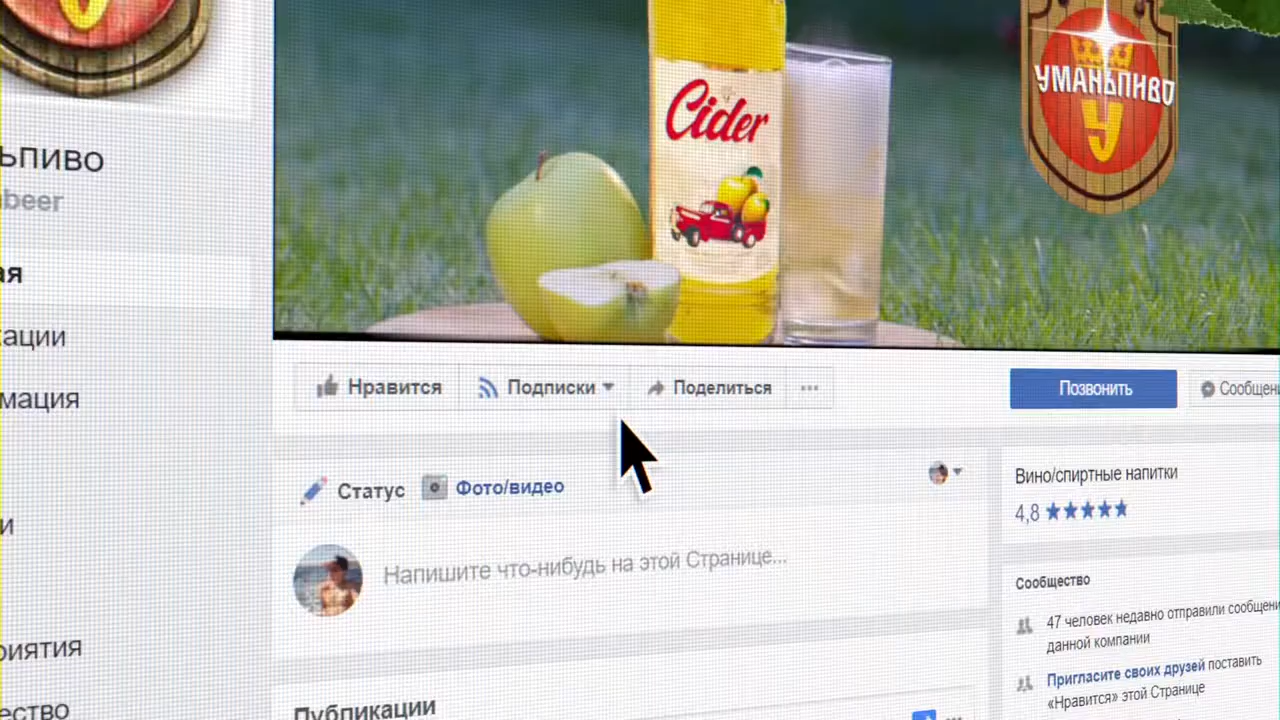 Cider
УМАНЬПИВО
У
ьпиво
beer
ая
ации
мация
Нравится
Подписки
Поделиться
Позвонить
Сообщен
Статус
Фото/видео
Напишите что-нибудь на этой Странице...
и
риятия
ество
Публикации
Вино/спиртные напитки
4,8 ★★★★★
Сообщество
47 человек недавно отправили сообщени
данной компании
Пригласите своих друзей поставить
«Нравится» этой Странице